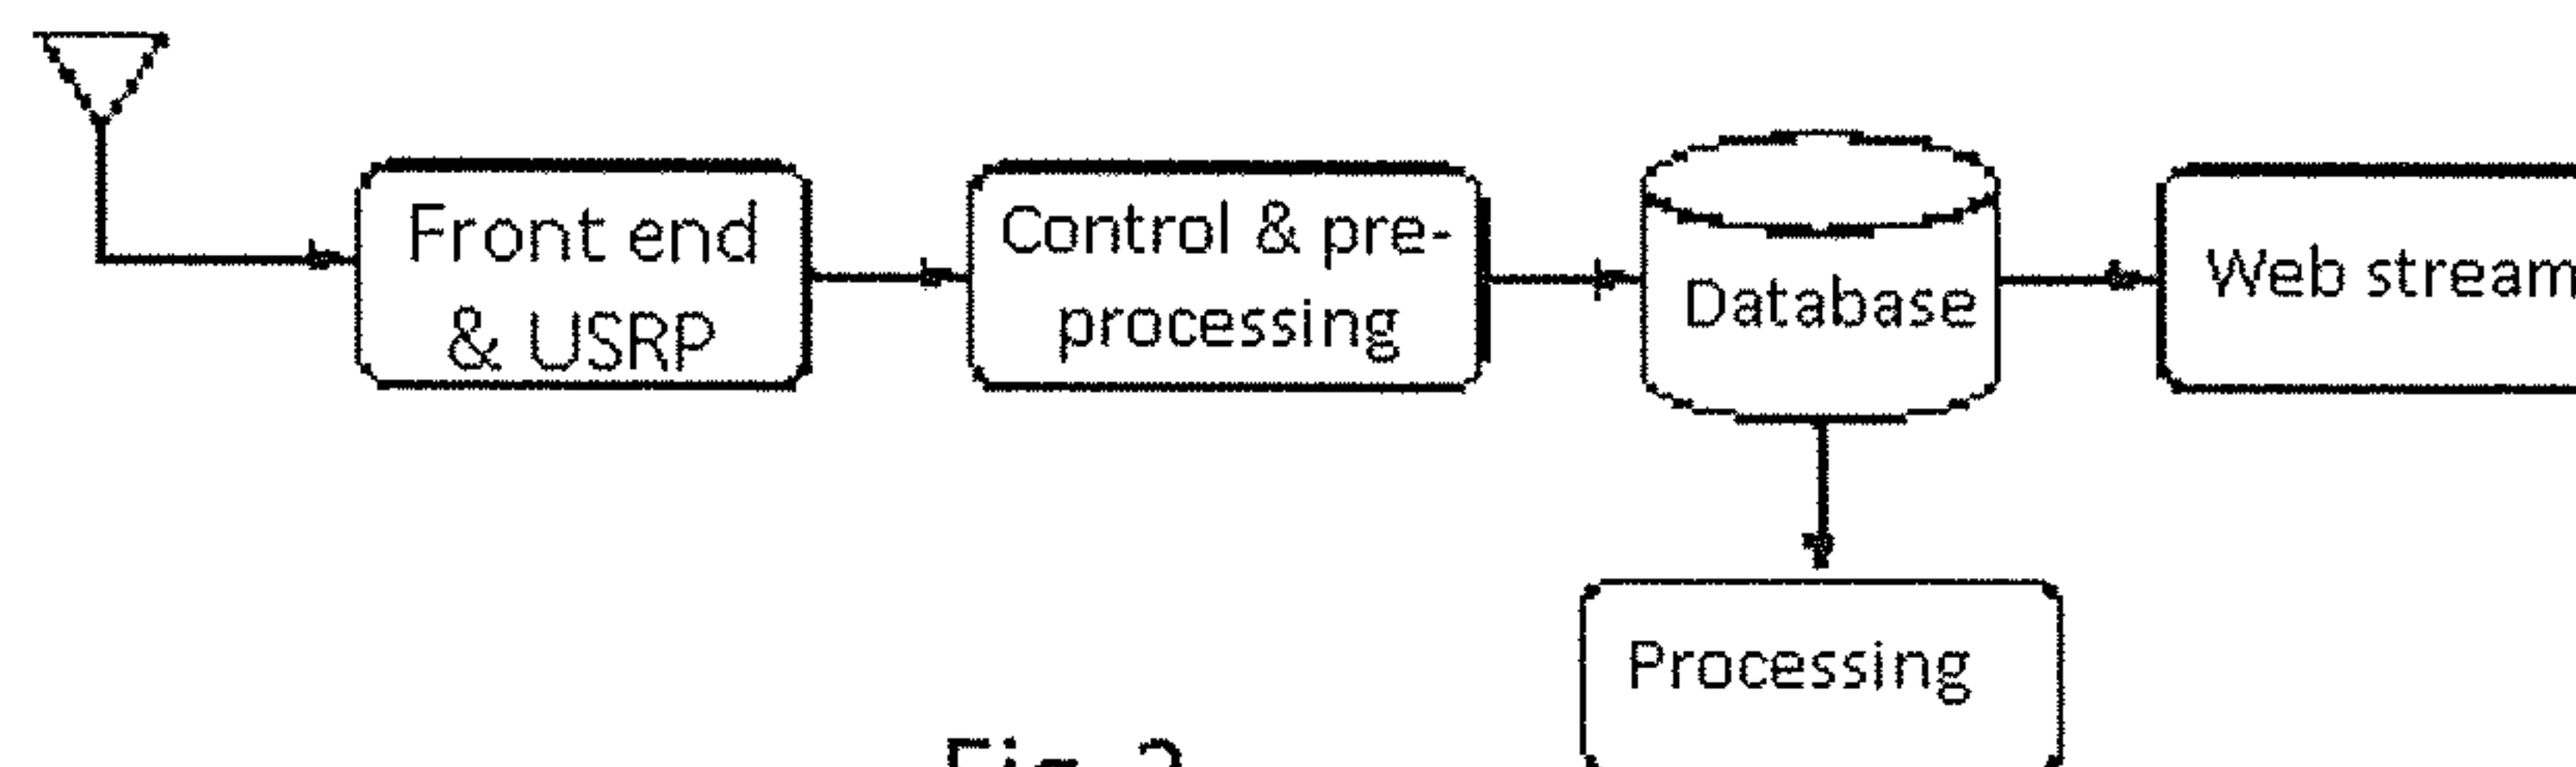 Front end
& USRP
Control & pre-
processing
Database
Web stream
Processing